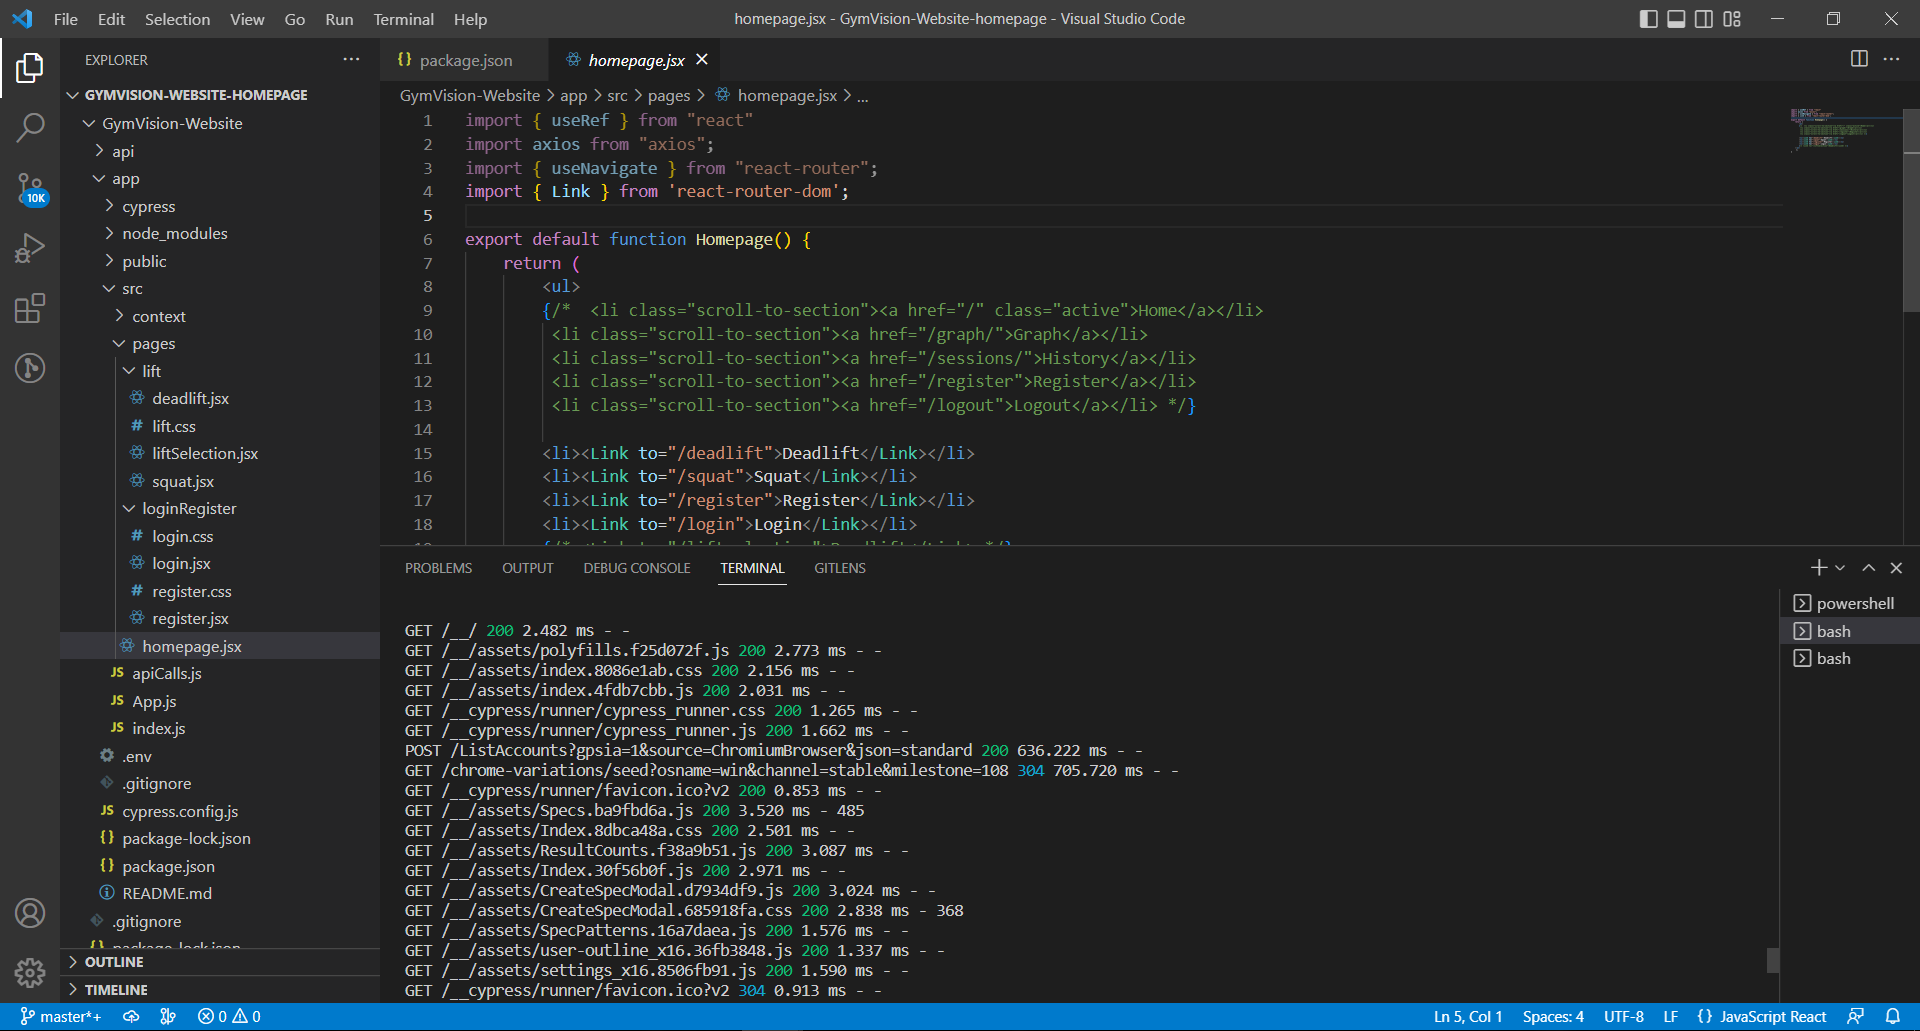 File Edit Selection View Go Run Terminal Help
homepage.jsx - GymVision-Website-homepage - Visual Studio Code
EXPLORER
GYMVISION-WEBSITE-HOMEPAGE
GymVision-Website
api
app
cypress
node_modules
public
src
context
pages
lift
deadlift.jsx
# lift.css
liftSelection.jsx
squat.jsx
loginRegister
# login.css
login.jsx
# register.css
register.jsx
homepage.jsx
JS apiCalls.js
JS App.js
JS index.js
.env
.gitignore
JS cypress.config.js
{} package-lock.json
{} package.json
README.md
.gitignore
{} package-lock.json
OUTLINE
TIMELINE
10K
{} package.json
homepage.jsx
GymVision-Website > app > src > pages > homepage.jsx > ...
1 import { useRef } from "react"
2 import axios from "axios";
3 import { useNavigate } from "react-router";
4 import { Link } from 'react-router-dom';
5
6 export default function Homepage() {
7 return (
8 <ul>
9 {/*  <li class="scroll-to-section"><a href="/" class="active">Home</a></li>
10 <li class="scroll-to-section"><a href="/graph/">Graph</a></li>
11 <li class="scroll-to-section"><a href="/sessions/">History</a></li>
12 <li class="scroll-to-section"><a href="/register">Register</a></li>
13 <li class="scroll-to-section"><a href="/logout">Logout</a></li> */}
14
15 <li><Link to="/deadlift">Deadlift</Link></li>
16 <li><Link to="/squat">Squat</Link></li>
17 <li><Link to="/register">Register</Link></li>
18 <li><Link to="/login">Login</Link></li>
PROBLEMS OUTPUT DEBUG CONSOLE TERMINAL GITLENS
GET /__/ 200 2.482 ms - -
GET /__/assets/polyfills.f25d072f.js 200 2.773 ms - -
GET /__/assets/index.8086e1ab.css 200 2.156 ms - -
GET /__/assets/index.4fdb7cbb.js 200 2.031 ms - -
GET /__cypress/runner/cypress_runner.css 200 1.265 ms - -
GET /__cypress/runner/cypress_runner.js 200 1.662 ms - -
POST /ListAccounts?gpsia=1&source=ChromiumBrowser&json=standard 200 636.222 ms - -
GET /chrome-variations/seed?osname=win&channel=stable&milestone=108 304 705.720 ms - -
GET /__cypress/runner/favicon.ico?v2 200 0.853 ms - -
GET /__/assets/Specs.ba9fbd6a.js 200 3.520 ms - 485
GET /__/assets/Index.8dbca48a.css 200 2.501 ms - -
GET /__/assets/ResultCounts.f38a9b51.js 200 3.087 ms - -
GET /__/assets/Index.30f56b0f.js 200 2.971 ms - -
GET /__/assets/CreateSpecModal.d7934df9.js 200 3.024 ms - -
GET /__/assets/CreateSpecModal.685918fa.css 200 2.838 ms - 368
GET /__/assets/SpecPatterns.16a7daea.js 200 1.576 ms - -
GET /__/assets/user-outline_x16.36fb3848.js 200 1.337 ms - -
GET /__/assets/settings_x16.8506fb91.js 200 1.590 ms - -
GET /__cypress/runner/favicon.ico?v2 304 0.913 ms - -
powershell
bash
bash
master*+ 0 0
Ln 5, Col 1 Spaces: 4 UTF-8 LF {} JavaScript React